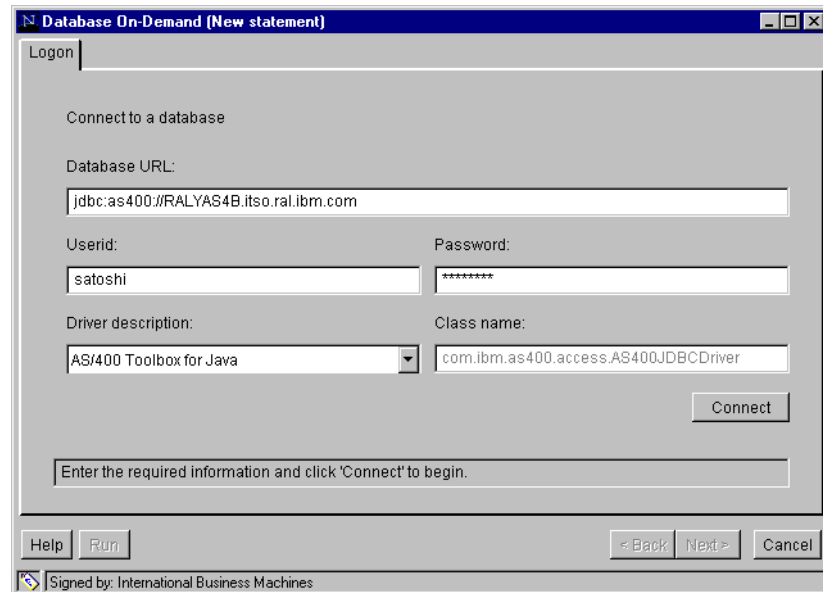 Database On-Demand (New statement)
Logon
Connect to a database
Database URL:
jdbc:as400://RALYAS4B.itso.ral.ibm.com
Userid: Password:
satoshi ********
Driver description: Class name:
AS/400 Toolbox for Java com.ibm.as400.access.AS400JDBCDriver
Connect
Enter the required information and click 'Connect' to begin.
Help Run < Back Next > Cancel
Signed by: International Business Machines